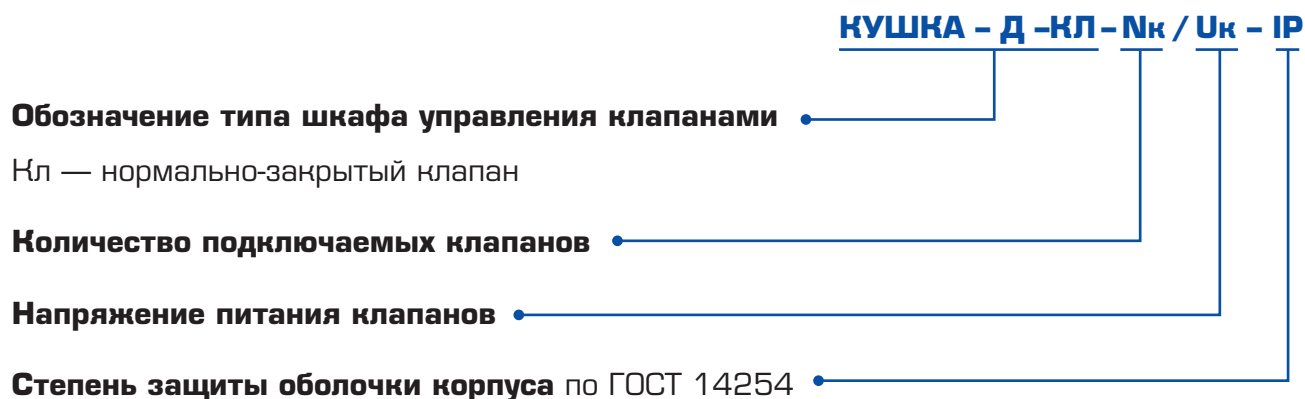 КУШКА – Д –КЛ– Nк / Uк – IP
Обозначение типа шкафа управления клапанами
Кл — нормально-закрытый клапан
Количество подключаемых клапанов
Напряжение питания клапанов
Степень защиты оболочки корпуса по ГОСТ 14254